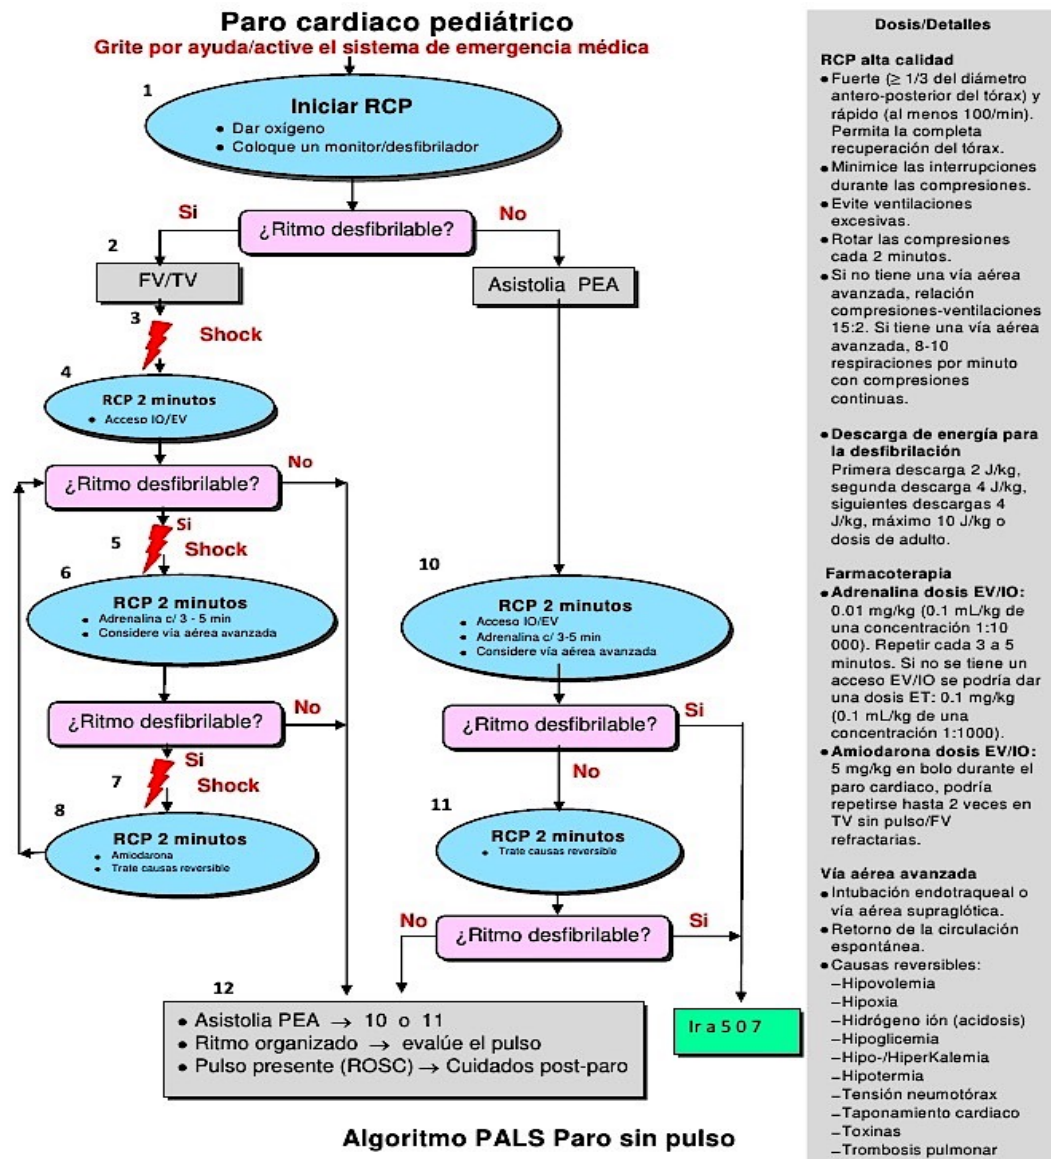 Paro cardiaco pediátrico
Grite por ayuda/active el sistema de emergencia médica
1
Iniciar RCP
• Dar oxígeno
• Coloque un monitor/desfibrilador
Si
¿Ritmo desfibrilable?
No
2
FV/TV
Asistolia PEA
3
Shock
4
RCP 2 minutos
• Acceso IO/EV
¿Ritmo desfibrilable?
No
Si
5
Shock
6
RCP 2 minutos
• Adrenalina c/ 3 - 5 min
• Considere vía aérea avanzada
¿Ritmo desfibrilable?
No
Si
7
Shock
8
RCP 2 minutos
• Amiodarona
• Trate causas reversible
10
RCP 2 minutos
• Acceso IO/EV
• Adrenalina c/ 3-5 min
• Considere vía aérea avanzada
¿Ritmo desfibrilable?
Si
No
11
RCP 2 minutos
• Trate causas reversible
No
¿Ritmo desfibrilable?
Si
12
• Asistolia PEA → 10 o 11
• Ritmo organizado → evalúe el pulso
• Pulso presente (ROSC) → Cuidados post-paro
Ir a 5 0 7
Algoritmo PALS Paro sin pulso
Dosis/Detalles
RCP alta calidad
• Fuerte (≥ 1/3 del diámetro
antero-posterior del tórax) y
rápido (al menos 100/min).
Permita la completa
recuperación del tórax.
• Minimice las interrupciones
durante las compresiones.
• Evite ventilaciones
excesivas.
• Rotar las compresiones
cada 2 minutos.
• Si no tiene una vía aérea
avanzada, relación
compresiones-ventilaciones
15:2. Si tiene una vía aérea
avanzada, 8-10
respiraciones por minuto
con compresiones
continuas.
• Descarga de energía para
la desfibrilación
Primera descarga 2 J/kg,
segunda descarga 4 J/kg,
siguientes descargas 4
J/kg, máximo 10 J/kg o
dosis de adulto.
Farmacoterapia
• Adrenalina dosis EV/IO:
0.01 mg/kg (0.1 mL/kg de
una concentración 1:10
000). Repetir cada 3 a 5
minutos. Si no se tiene un
acceso EV/IO se podría dar
una dosis ET: 0.1 mg/kg
(0.1 mL/kg de una
concentración 1:1000).
• Amiodarona dosis EV/IO:
5 mg/kg en bolo durante el
paro cardiaco, podría
repetirse hasta 2 veces en
TV sin pulso/FV
refractarias.
Vía aérea avanzada
• Intubación endotraqueal o
vía aérea supraglótica.
• Retorno de la circulación
espontánea.
• Causas reversibles:
–Hipovolemia
–Hipoxia
–Hidrógeno ión (acidosis)
–Hipoglicemia
–Hipo-/HiperKalemia
–Hipotermia
–Tensión neumotórax
–Taponamiento cardiaco
–Toxinas
–Trombosis pulmonar